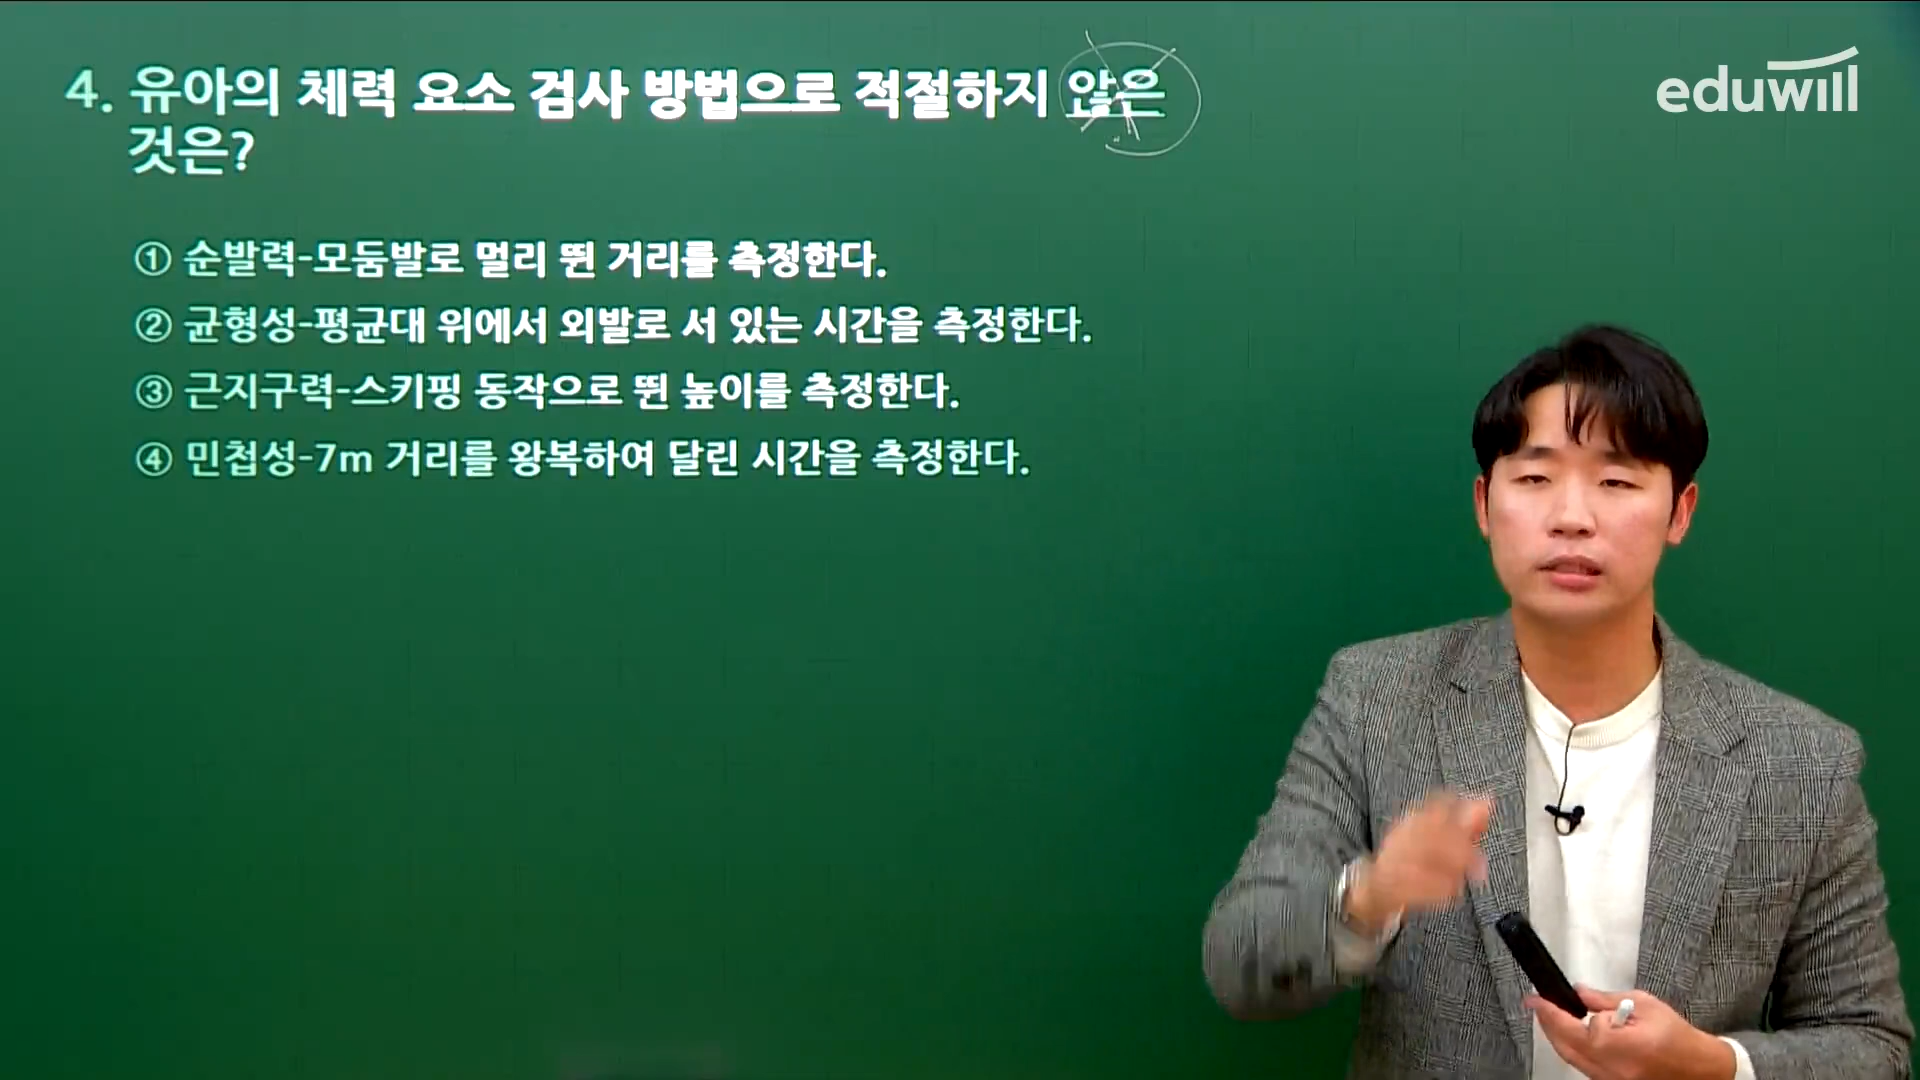 eduwill
4. 유아의 체력 요소 검사 방법으로 적절하지 않은
것은?
① 순발력-모둠발로 멀리 뛴 거리를 측정한다.
② 균형성-평균대 위에서 외발로 서 있는 시간을 측정한다.
③ 근지구력-스키핑 동작으로 뛴 높이를 측정한다.
④ 민첩성-7m 거리를 왕복하여 달린 시간을 측정한다.